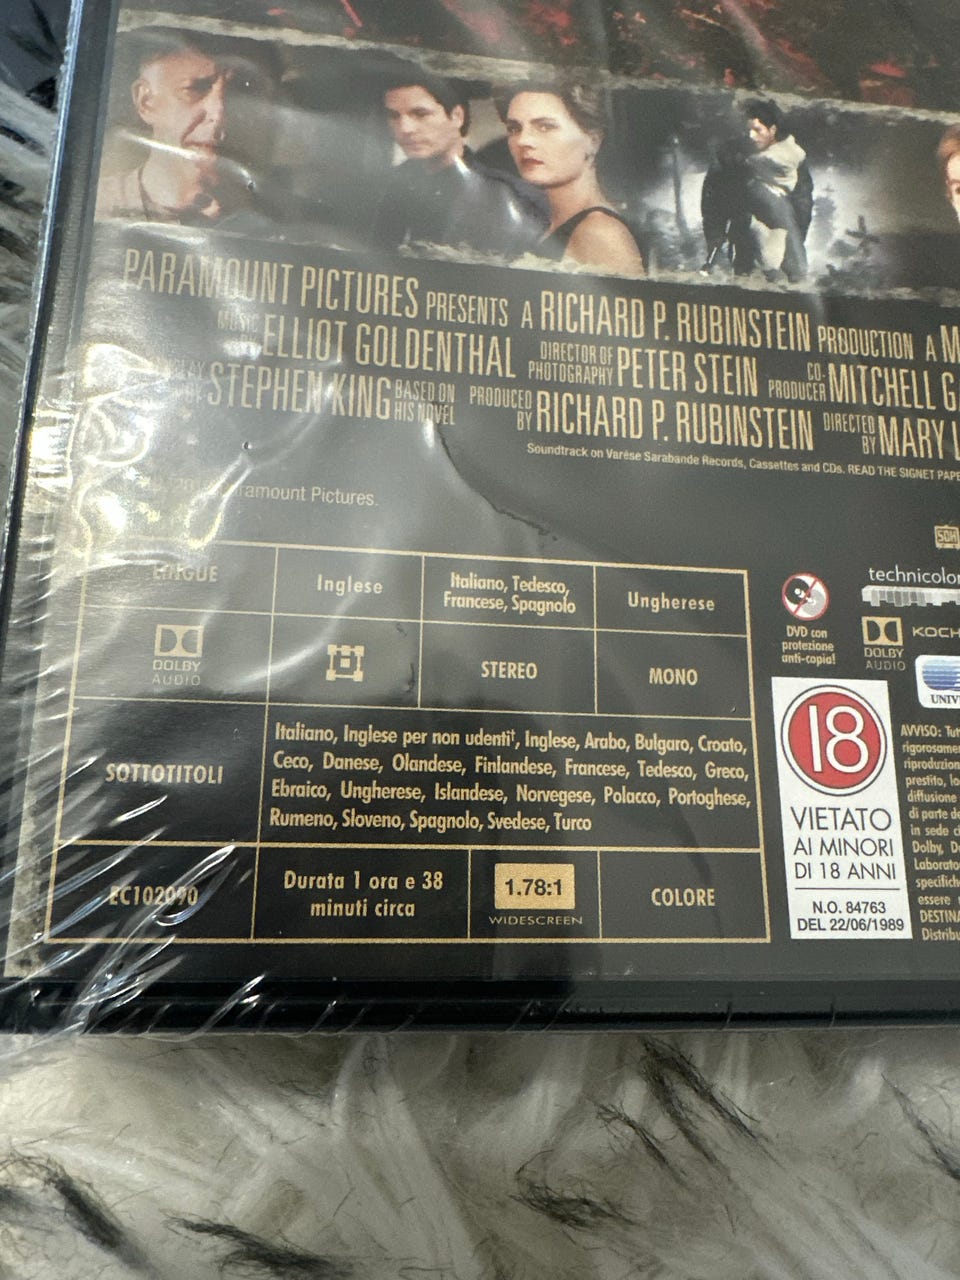 PARAMOUNT PICTURES PRESENTS A RICHARD P. RUBINSTEIN PRODUCTION A
MUSIC ELLIOT GOLDENTHAL DIRECTOR OF PHOTOGRAPHY PETER STEIN CO-PRODUCER MITCHELL
STEPHEN KING BASED ON HIS NOVEL PRODUCED BY RICHARD P. RUBINSTEIN DIRECTED BY MARY
Soundtrack on Varèse Sarabande Records, Cassettes and CDs. READ THE SIGNET
Paramount Pictures.
SDH
LINGUE
Inglese
Italiano, Tedesco,
Francese, Spagnolo
Ungherese
DOLBY
AUDIO
STEREO
MONO
SOTTOTITOLI
Italiano, Inglese per non udenti†, Inglese, Arabo, Bulgaro, Croato,
Ceco, Danese, Olandese, Finlandese, Francese, Tedesco, Greco,
Ebraico, Ungherese, Islandese, Norvegese, Polacco, Portoghese,
Rumeno, Sloveno, Spagnolo, Svedese, Turco
EC102090
Durata 1 ora e 38
minuti circa
1.78:1
WIDESCREEN
COLORE
DVD con
protezione
anti-copia!
technicolor
DOLBY
AUDIO
KOCH
18
VIETATO
AI MINORI
DI 18 ANNI
N.O. 84763
DEL 22/06/1989
AVVISO: